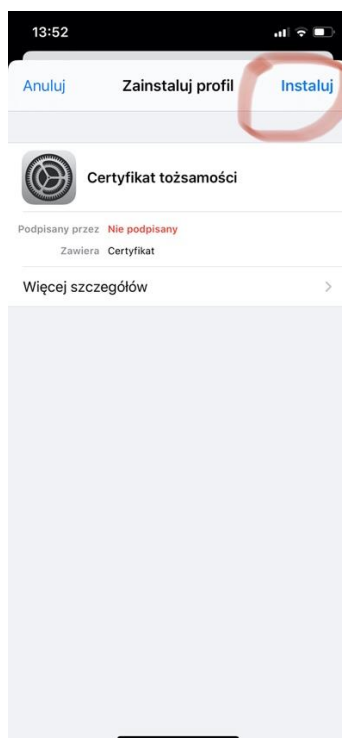 13:52
Anuluj Zainstaluj profil Instaluj
Certyfikat tożsamości
Podpisany przez Nie podpisany
Zawiera Certyfikat
Więcej szczegółów